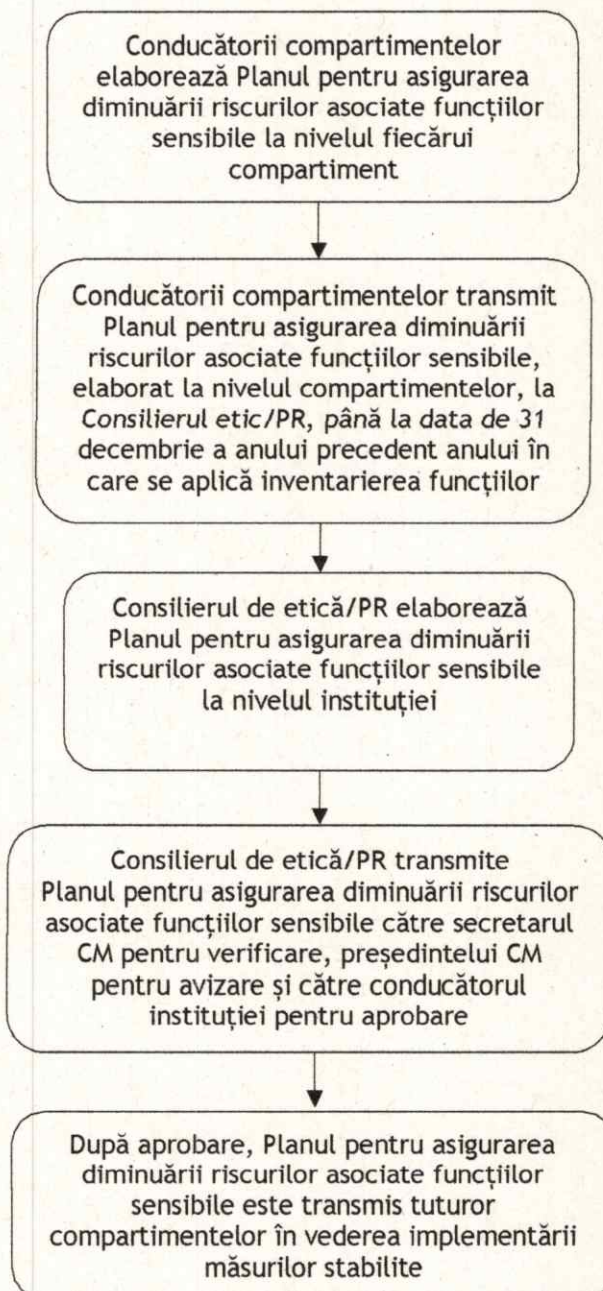 Conducătorii compartimentelor
elaborează Planul pentru asigurarea
diminuării riscurilor asociate funcțiilor
sensibile la nivelul fiecărui
compartiment
Conducătorii compartimentelor transmit
Planul pentru asigurarea diminuării
riscurilor asociate funcțiilor sensibile,
elaborat la nivelul compartimentelor, la
Consilierul etic/PR, până la data de 31
decembrie a anului precedent anului în
care se aplică inventarierea funcțiilor
Consilierul de etică/PR elaborează
Planul pentru asigurarea diminuării
riscurilor asociate funcțiilor sensibile
la nivelul instituției
Consilierul de etică/PR transmite
Planul pentru asigurarea diminuării riscurilor
asociate funcțiilor sensibile către secretarul
CM pentru verificare, președintelui CM
pentru avizare și către conducătorul
instituției pentru aprobare
După aprobare, Planul pentru asigurarea
diminuării riscurilor asociate funcțiilor
sensibile este transmis tuturor
compartimentelor în vederea implementării
măsurilor stabilite